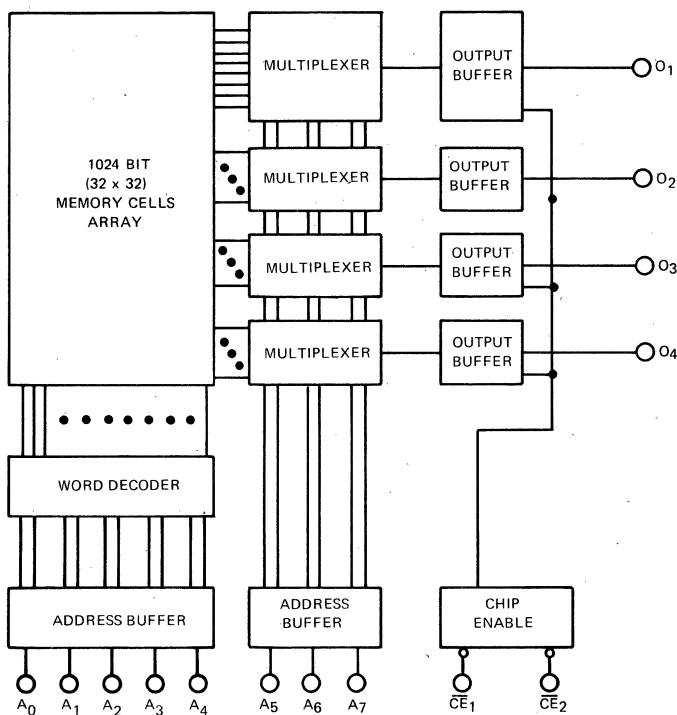 1024 BIT
(32 x 32)
MEMORY CELLS
ARRAY
MULTIPLEXER
OUTPUT
BUFFER
O1
MULTIPLEXER
OUTPUT
BUFFER
O2
MULTIPLEXER
OUTPUT
BUFFER
O3
MULTIPLEXER
OUTPUT
BUFFER
O4
WORD DECODER
ADDRESS BUFFER
ADDRESS
BUFFER
CHIP
ENABLE
A0 A1 A2 A3 A4 A5 A6 A7 C̅E̅1 C̅E̅2